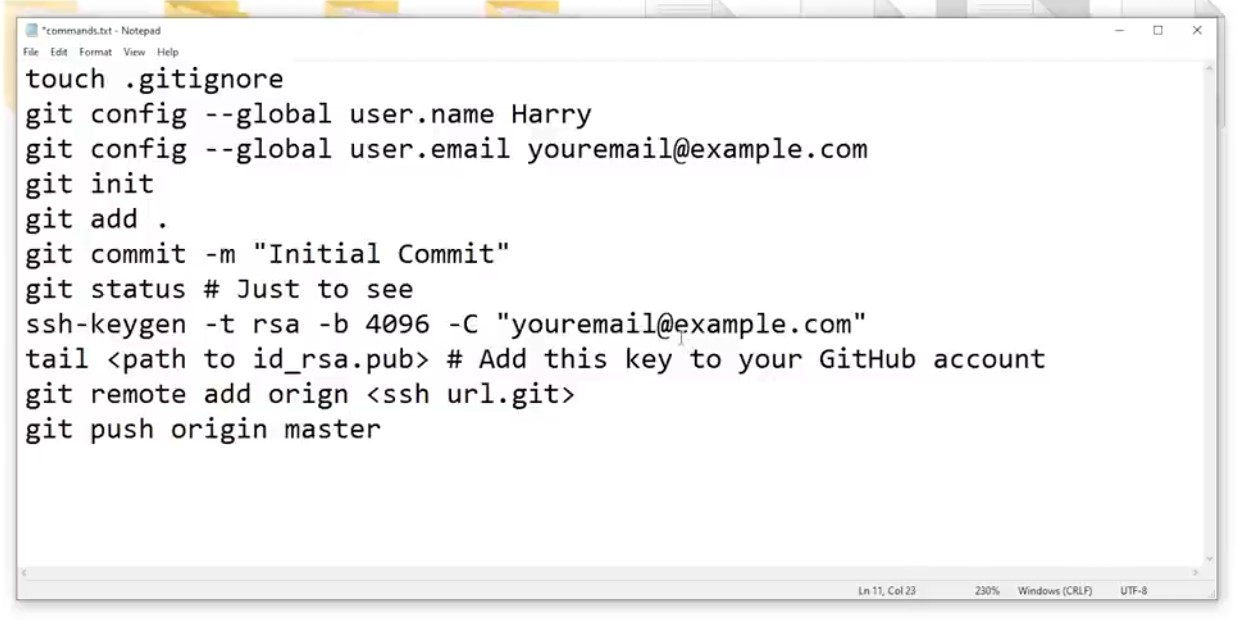 *commands.txt - Notepad
File Edit Format View Help
touch .gitignore
git config --global user.name Harry
git config --global user.email youremail@example.com
git init
git add .
git commit -m "Initial Commit"
git status # Just to see
ssh-keygen -t rsa -b 4096 -C "youremail@example.com"
tail <path to id_rsa.pub> # Add this key to your GitHub account
git remote add orign <ssh url.git>
git push origin master
Ln 11, Col 23 230% Windows (CRLF) UTF-8